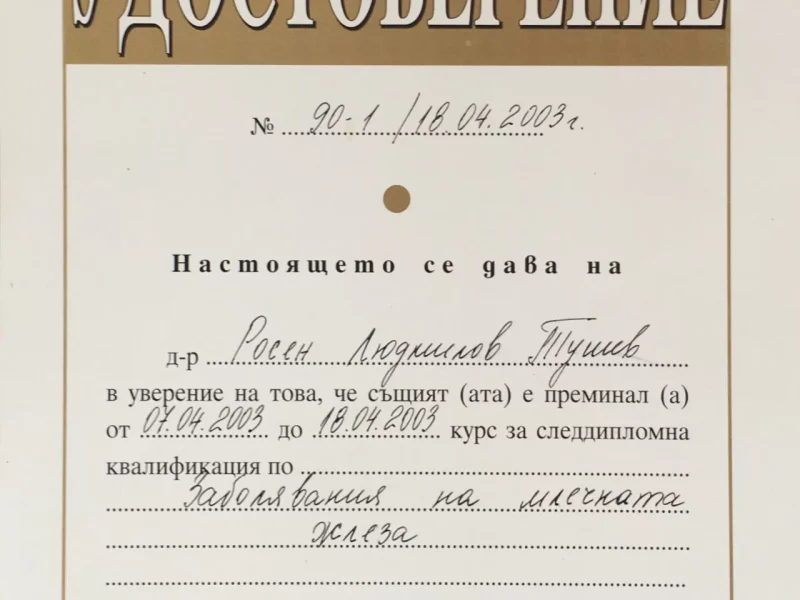 УДОСТОВЕРЕНИЕ
№ 90-1 / 18.04.2003 г.
Настоящето се дава на
д-р Росен Людмилов Тушев
в уверение на това, че същият (ата) е преминал (а)
от 07.04.2003 до 18.04.2003 курс за следдипломна
квалификация по
Заболявания на млечната
жлеза